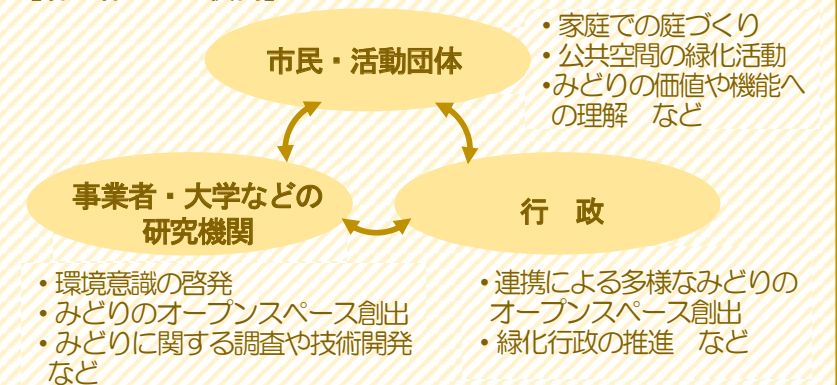 市民・活動団体
・家庭での庭づくり
・公共空間の緑化活動
・みどりの価値や機能へ
の理解　など
事業者・大学などの
研究機関
行　政
・環境意識の啓発
・みどりのオープンスペース創出
・みどりに関する調査や技術開発
など
・連携による多様なみどりの
オープンスペース創出
・緑化行政の推進　など